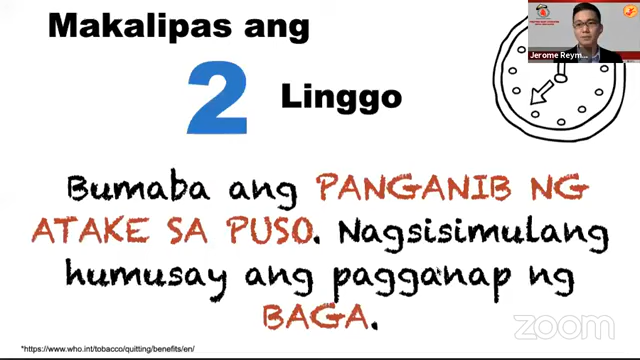 Makalipas ang
2 Linggo
Jerome Reym...
Bumaba ang PANGANIB NG
ATAKE SA PUSO. Nagsisimulang
humusay ang pagganap ng
BAGA.
zoom
*https://www.who.int/tobacco/quitting/benefits/en/